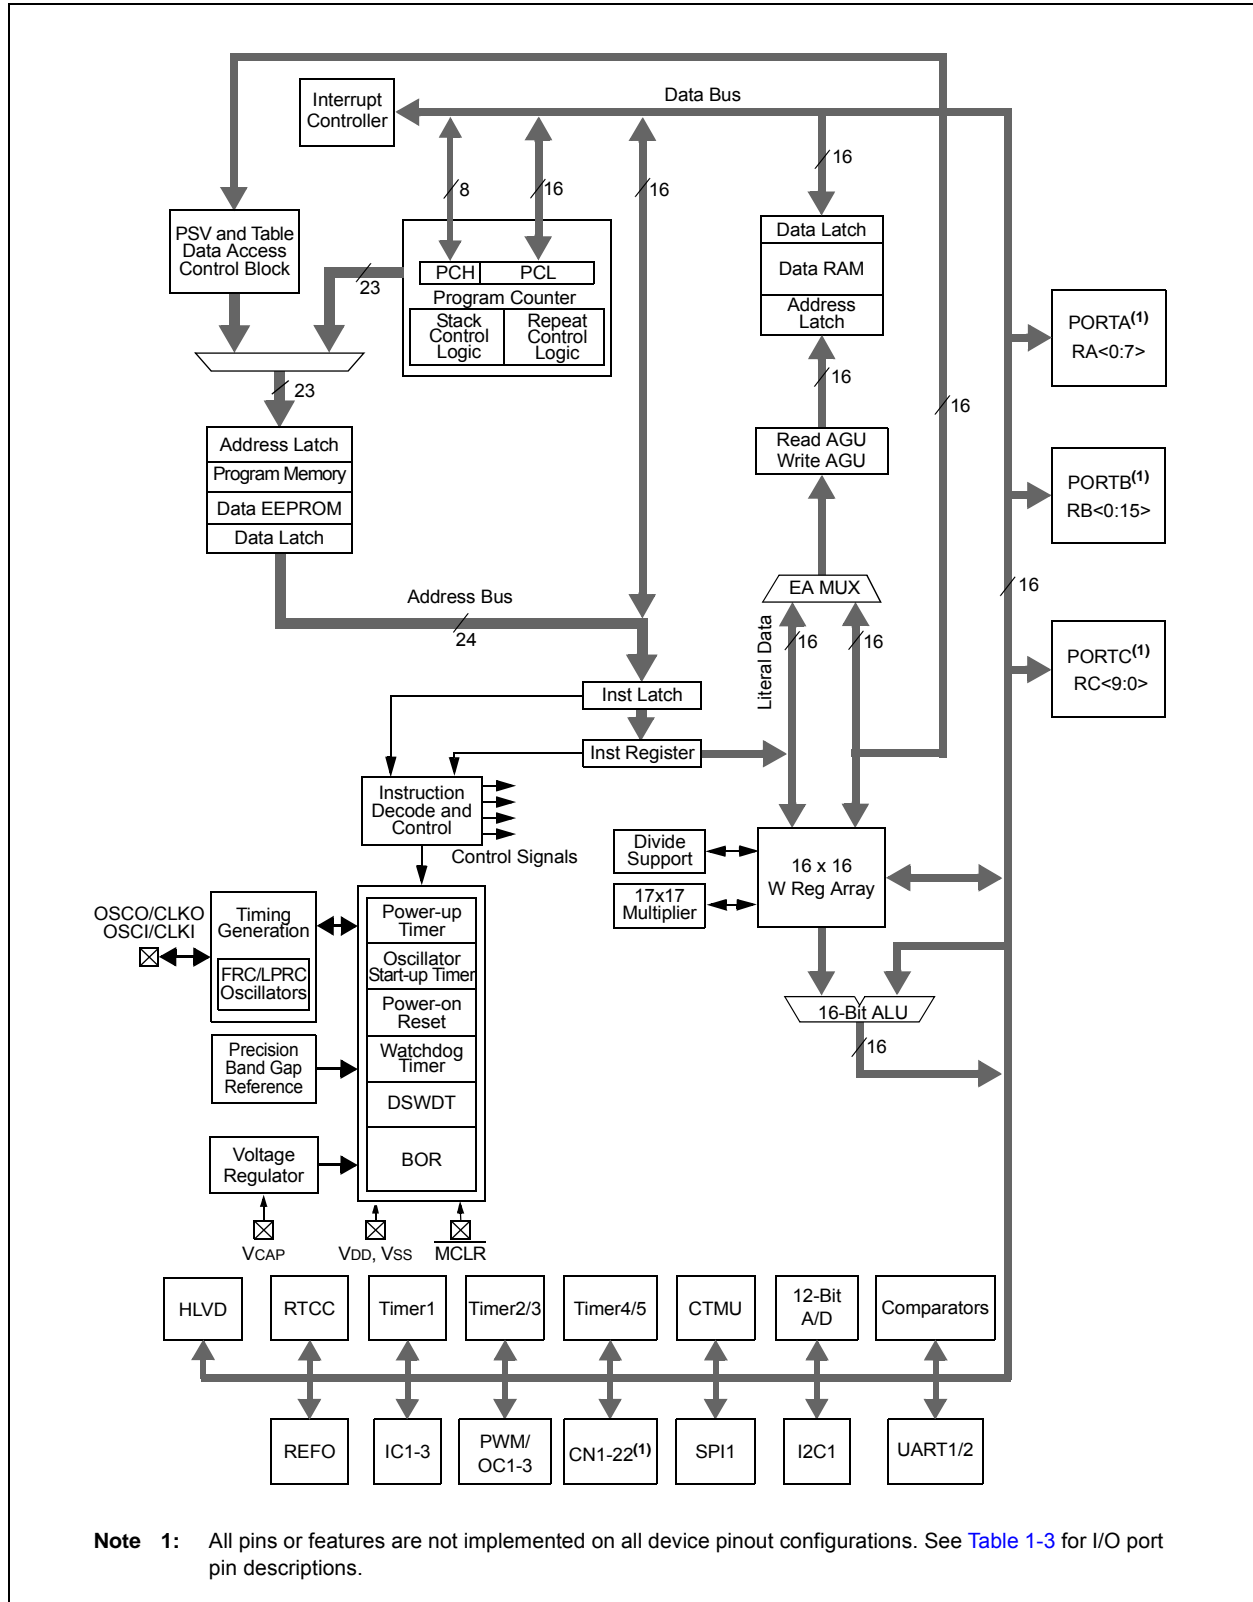 Data Bus
Interrupt
Controller
8
16
16
16
PSV and Table
Data Access
Control Block
23
PCH
PCL
Program Counter
Stack
Control
Logic
Repeat
Control
Logic
Data Latch
Data RAM
Address
Latch
PORTA(1)
RA<0:7>
23
16
16
Address Latch
Program Memory
Data EEPROM
Data Latch
Read AGU
Write AGU
PORTB(1)
RB<0:15>
EA MUX
16
Address Bus
24
Literal Data
16
16
PORTC(1)
RC<9:0>
Inst Latch
Inst Register
Instruction
Decode and
Control
Control Signals
Divide
Support
17x17
Multiplier
16 x 16
W Reg Array
OSCO/CLKO
OSCI/CLKI
Timing
Generation
FRC/LPRC
Oscillators
Power-up
Timer
Oscillator
Start-up Timer
Power-on
Reset
Watchdog
Timer
DSWDT
BOR
16-Bit ALU
16
Precision
Band Gap
Reference
Voltage
Regulator
VCAP
VDD, VSS
MCLR
HLVD
RTCC
Timer1
Timer2/3
Timer4/5
CTMU
12-Bit
A/D
Comparators
REFO
IC1-3
PWM/
OC1-3
CN1-22(1)
SPI1
I2C1
UART1/2
Note 1: All pins or features are not implemented on all device pinout configurations. See Table 1-3 for I/O port
pin descriptions.